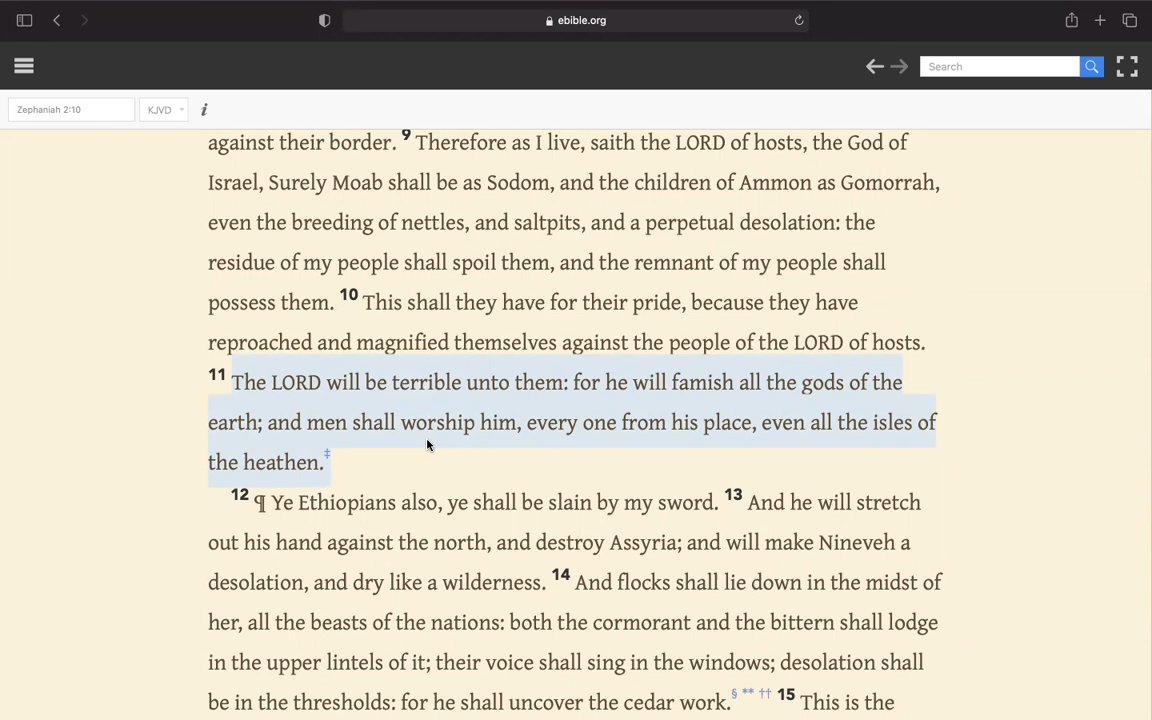 ebible.org
Search
Zephaniah 2:10 KJVD i
against their border. 9 Therefore as I live, saith the LORD of hosts, the God of
Israel, Surely Moab shall be as Sodom, and the children of Ammon as Gomorrah,
even the breeding of nettles, and saltpits, and a perpetual desolation: the
residue of my people shall spoil them, and the remnant of my people shall
possess them. 10 This shall they have for their pride, because they have
reproached and magnified themselves against the people of the LORD of hosts.
11 The LORD will be terrible unto them: for he will famish all the gods of the
earth; and men shall worship him, every one from his place, even all the isles of
the heathen.‡
12 ¶ Ye Ethiopians also, ye shall be slain by my sword. 13 And he will stretch
out his hand against the north, and destroy Assyria; and will make Nineveh a
desolation, and dry like a wilderness. 14 And flocks shall lie down in the midst of
her, all the beasts of the nations: both the cormorant and the bittern shall lodge
in the upper lintels of it; their voice shall sing in the windows; desolation shall
be in the thresholds: for he shall uncover the cedar work.§ ** †† 15 This is the